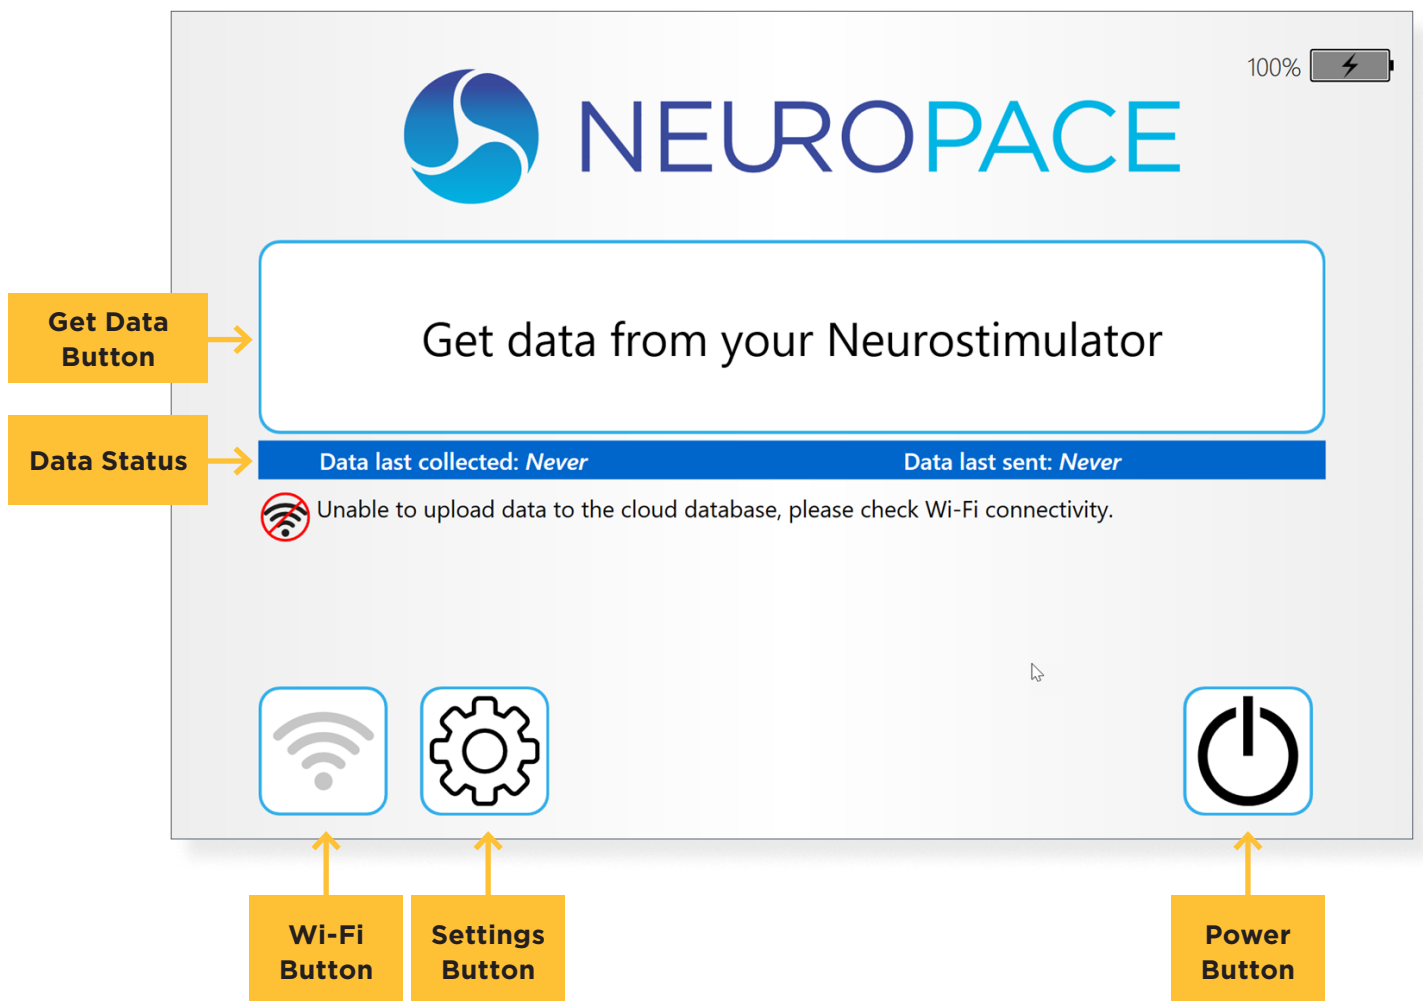 100%
NEUROPACE
Get Data
Button
Get data from your Neurostimulator
Data Status
Data last collected: Never
Data last sent: Never
Unable to upload data to the cloud database, please check Wi-Fi connectivity.
Wi-Fi
Button
Settings
Button
Power
Button